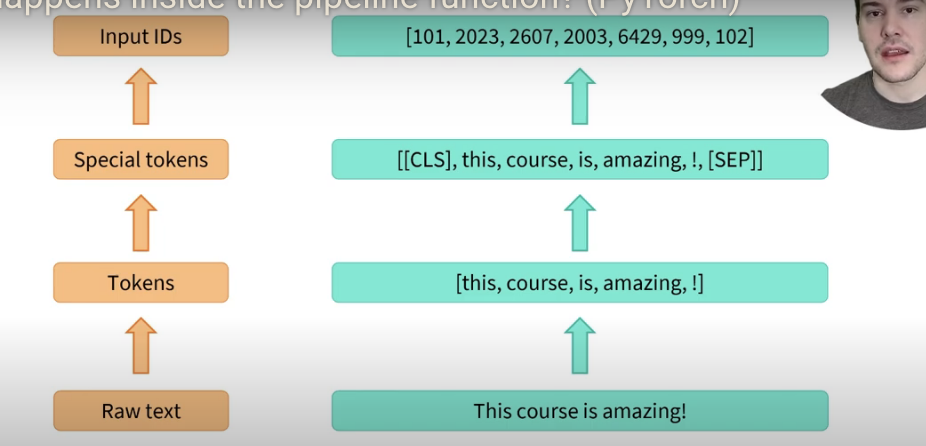 appens inside the pipeline function? (PyTorch)
Input IDs
[101, 2023, 2607, 2003, 6429, 999, 102]
Special tokens
[[CLS], this, course, is, amazing, !, [SEP]]
Tokens
[this, course, is, amazing, !]
Raw text
This course is amazing!